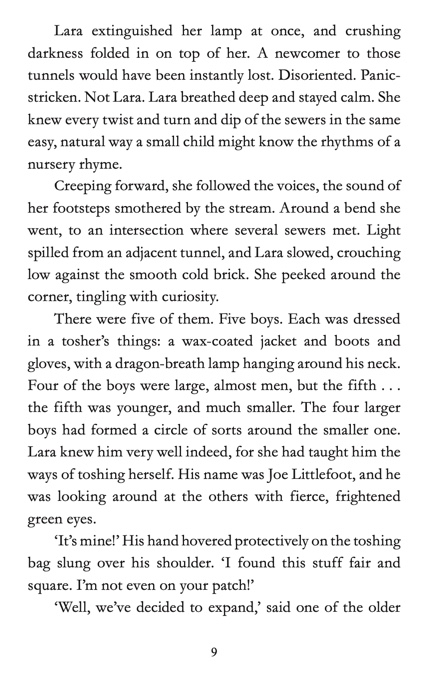 Lara extinguished her lamp at once, and crushing
darkness folded in on top of her. A newcomer to those
tunnels would have been instantly lost. Disoriented. Panic-
stricken. Not Lara. Lara breathed deep and stayed calm. She
knew every twist and turn and dip of the sewers in the same
easy, natural way a small child might know the rhythms of a
nursery rhyme.
Creeping forward, she followed the voices, the sound of
her footsteps smothered by the stream. Around a bend she
went, to an intersection where several sewers met. Light
spilled from an adjacent tunnel, and Lara slowed, crouching
low against the smooth cold brick. She peeked around the
corner, tingling with curiosity.
There were five of them. Five boys. Each was dressed
in a tosher’s things: a wax-coated jacket and boots and
gloves, with a dragon-breath lamp hanging around his neck.
Four of the boys were large, almost men, but the fifth . . .
the fifth was younger, and much smaller. The four larger
boys had formed a circle of sorts around the smaller one.
Lara knew him very well indeed, for she had taught him the
ways of toshing herself. His name was Joe Littlefoot, and he
was looking around at the others with fierce, frightened
green eyes.
‘It’s mine!’ His hand hovered protectively on the toshing
bag slung over his shoulder. ‘I found this stuff fair and
square. I’m not even on your patch!’
‘Well, we’ve decided to expand,’ said one of the older
9